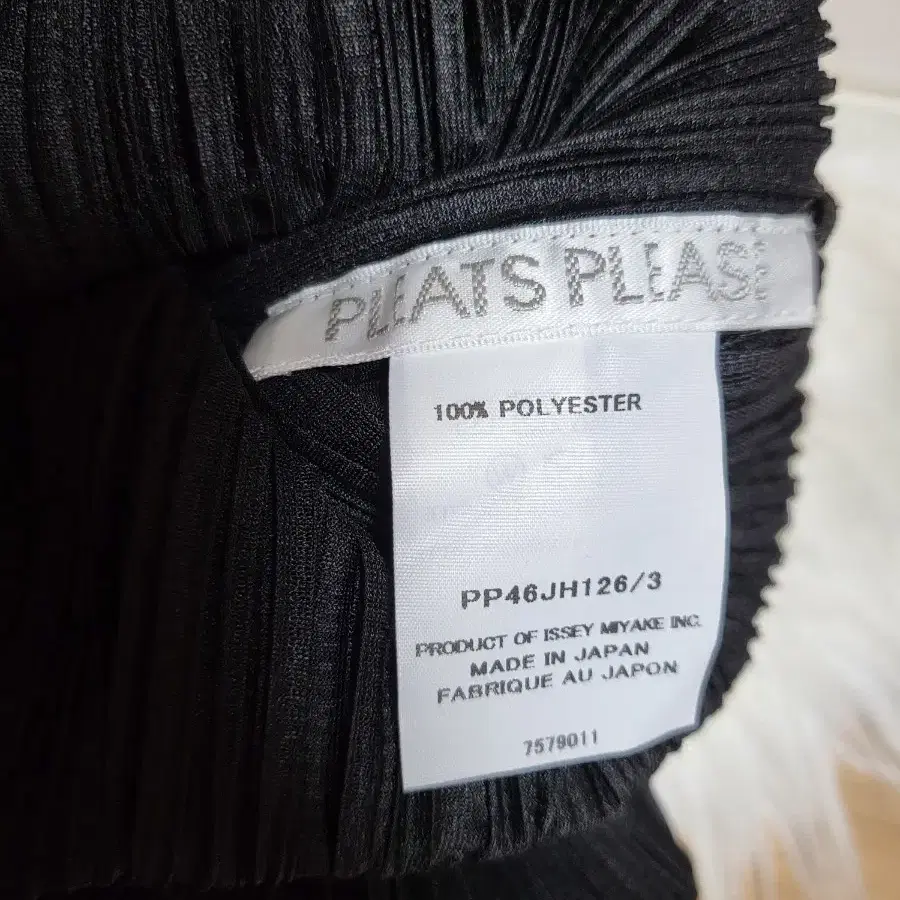 PLEATS PLEASE
100% POLYESTER
PP46JH126/3
PRODUCT OF ISSEY MIYAKE INC.
MADE IN JAPAN
FABRIQUE AU JAPON
7579011